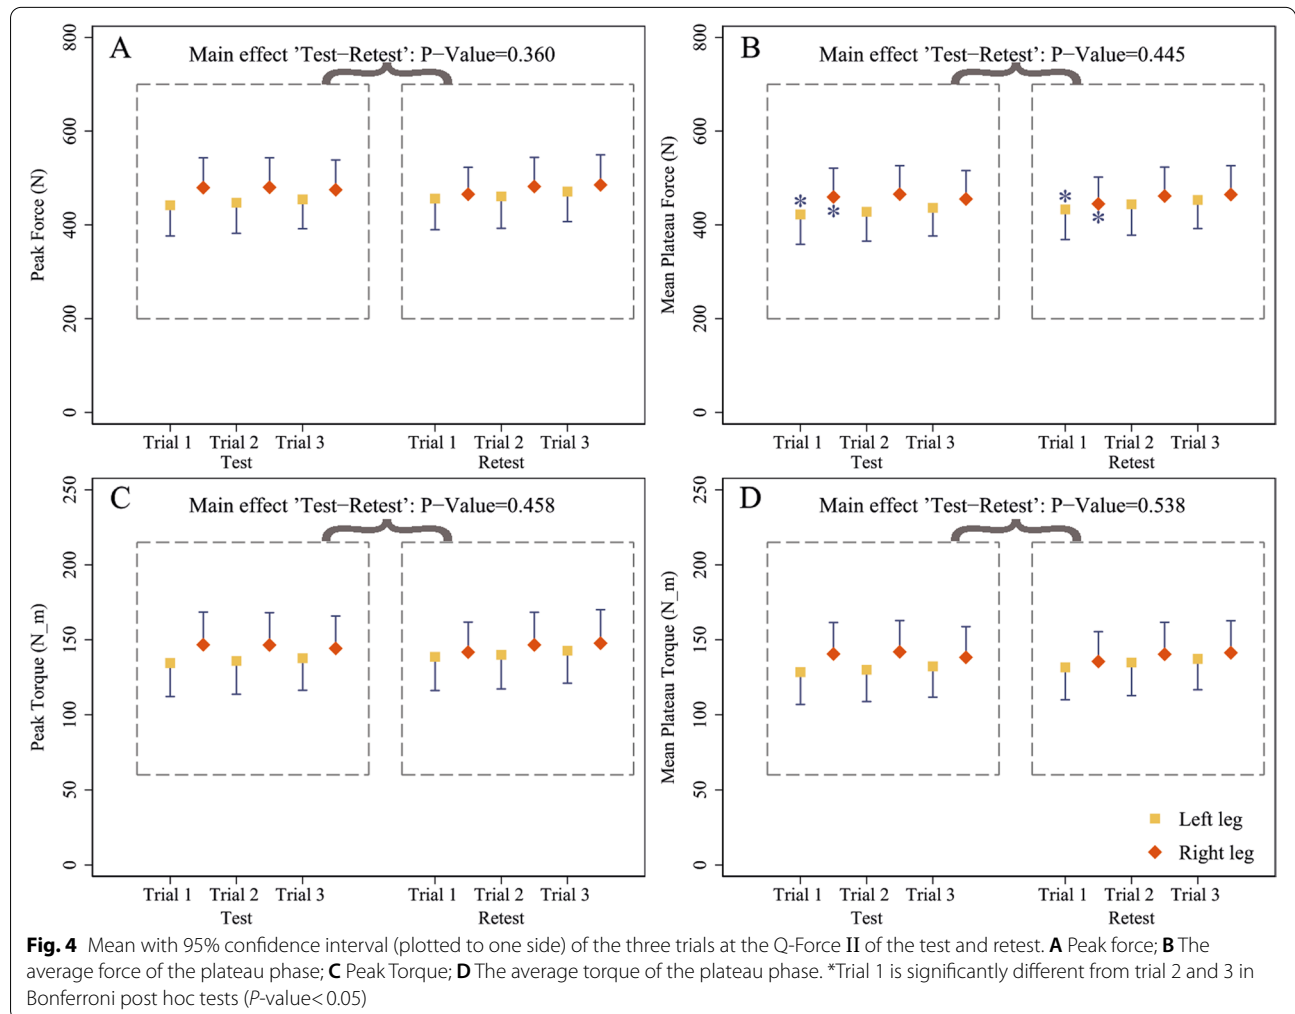 A
Main effect 'Test−Retest': P−Value=0.360
Peak Force (N)
800
600
400
200
0
Trial 1 Trial 2 Trial 3 Trial 1 Trial 2 Trial 3
Test Retest
B
Main effect 'Test−Retest': P−Value=0.445
Mean Plateau Force (N)
800
600
400
200
0
* * * *
Trial 1 Trial 2 Trial 3 Trial 1 Trial 2 Trial 3
Test Retest
C
Main effect 'Test−Retest': P−Value=0.458
Peak Torque (N_m)
250
200
150
100
50
0
Trial 1 Trial 2 Trial 3 Trial 1 Trial 2 Trial 3
Test Retest
D
Main effect 'Test−Retest': P−Value=0.538
Mean Plateau Torque (N_m)
250
200
150
100
50
0
Left leg
Right leg
Trial 1 Trial 2 Trial 3 Trial 1 Trial 2 Trial 3
Test Retest
Fig. 4 Mean with 95% confidence interval (plotted to one side) of the three trials at the Q-Force II of the test and retest. A Peak force; B The
average force of the plateau phase; C Peak Torque; D The average torque of the plateau phase. *Trial 1 is significantly different from trial 2 and 3 in
Bonferroni post hoc tests (P-value< 0.05)